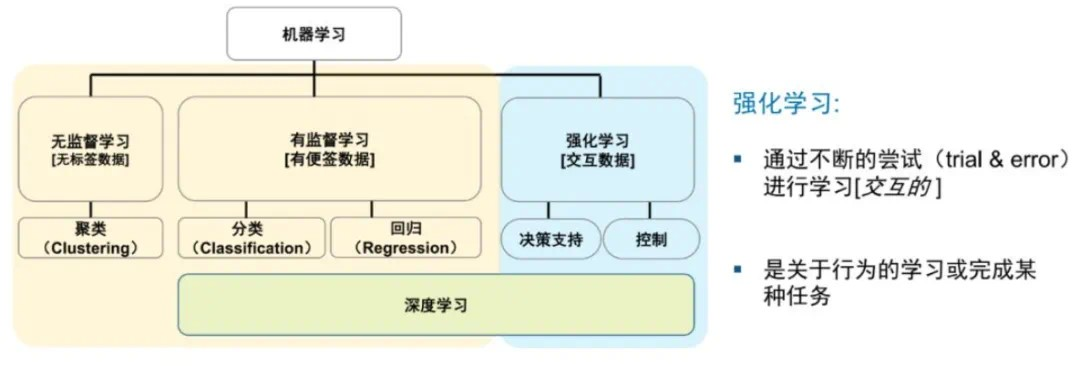 机器学习
无监督学习
[无标签数据]
有监督学习
[有便签数据]
强化学习
[交互数据]
聚类
（Clustering）
分类
（Classification）
回归
（Regression）
决策支持
控制
深度学习
强化学习:
▪ 通过不断的尝试（trial & error）
进行学习[交互的 ]
▪ 是关于行为的学习或完成某
种任务